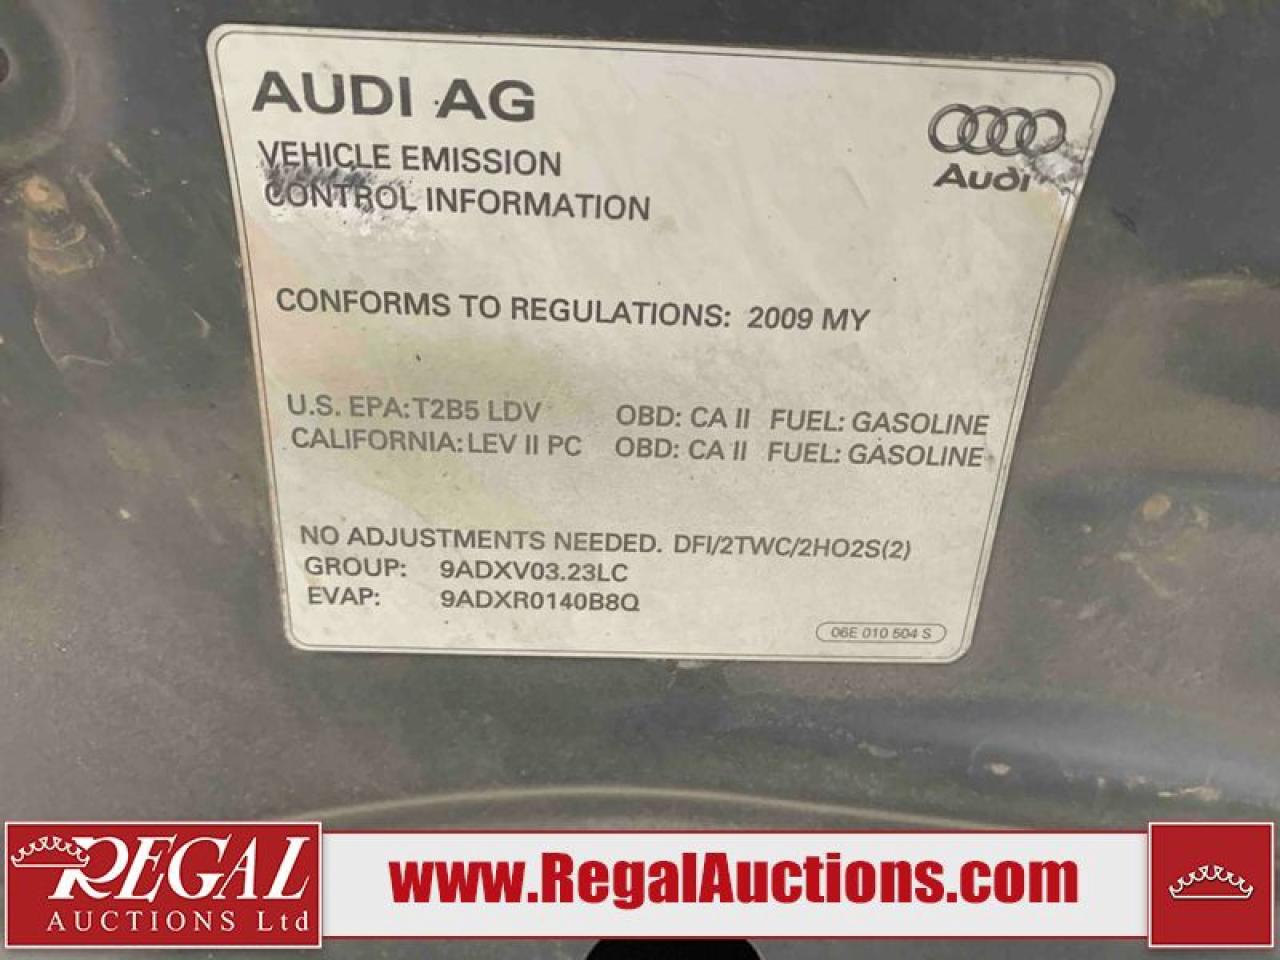 AUDI AG
VEHICLE EMISSION
CONTROL INFORMATION
Audi
CONFORMS TO REGULATIONS: 2009 MY
U.S. EPA: T2B5 LDV OBD: CA II FUEL: GASOLINE
CALIFORNIA: LEV II PC OBD: CA II FUEL: GASOLINE
NO ADJUSTMENTS NEEDED. DFI/2TWC/2HO2S(2)
GROUP: 9ADXV03.23LC
EVAP: 9ADXR0140B8Q
06E 010 504 S
REGAL
AUCTIONS Ltd
www.RegalAuctions.com